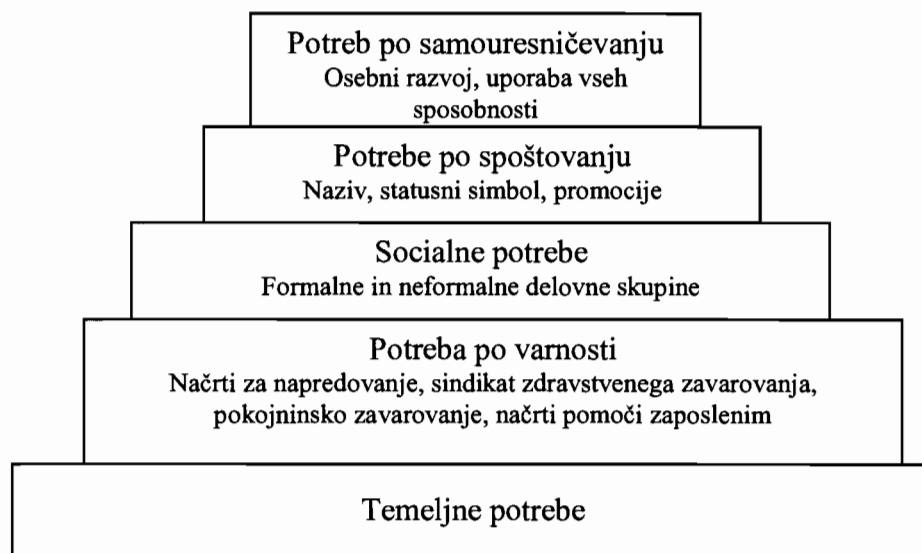 Potreb po samouresničevanju
Osebni razvoj, uporaba vseh
sposobnosti
Potrebe po spoštovanju
Naziv, statusni simbol, promocije
Socialne potrebe
Formalne in neformalne delovne skupine
Potreba po varnosti
Načrti za napredovanje, sindikat zdravstvenega zavarovanja,
pokojninsko zavarovanje, načrti pomoči zaposlenim
Temeljne potrebe